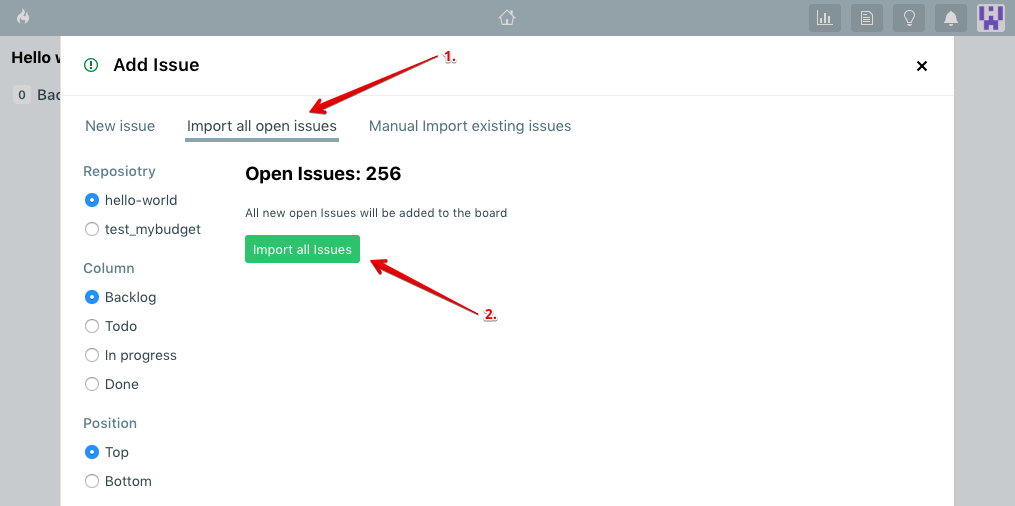 Hello
Add Issue
1.
0
New issue
Import all open issues
Manual Import existing issues
Reposiotry
hello-world
test_mybudget
Column
Backlog
Todo
In progress
Done
Position
Top
Bottom
Open Issues: 256
All new open Issues will be added to the board
Import all Issues
2.